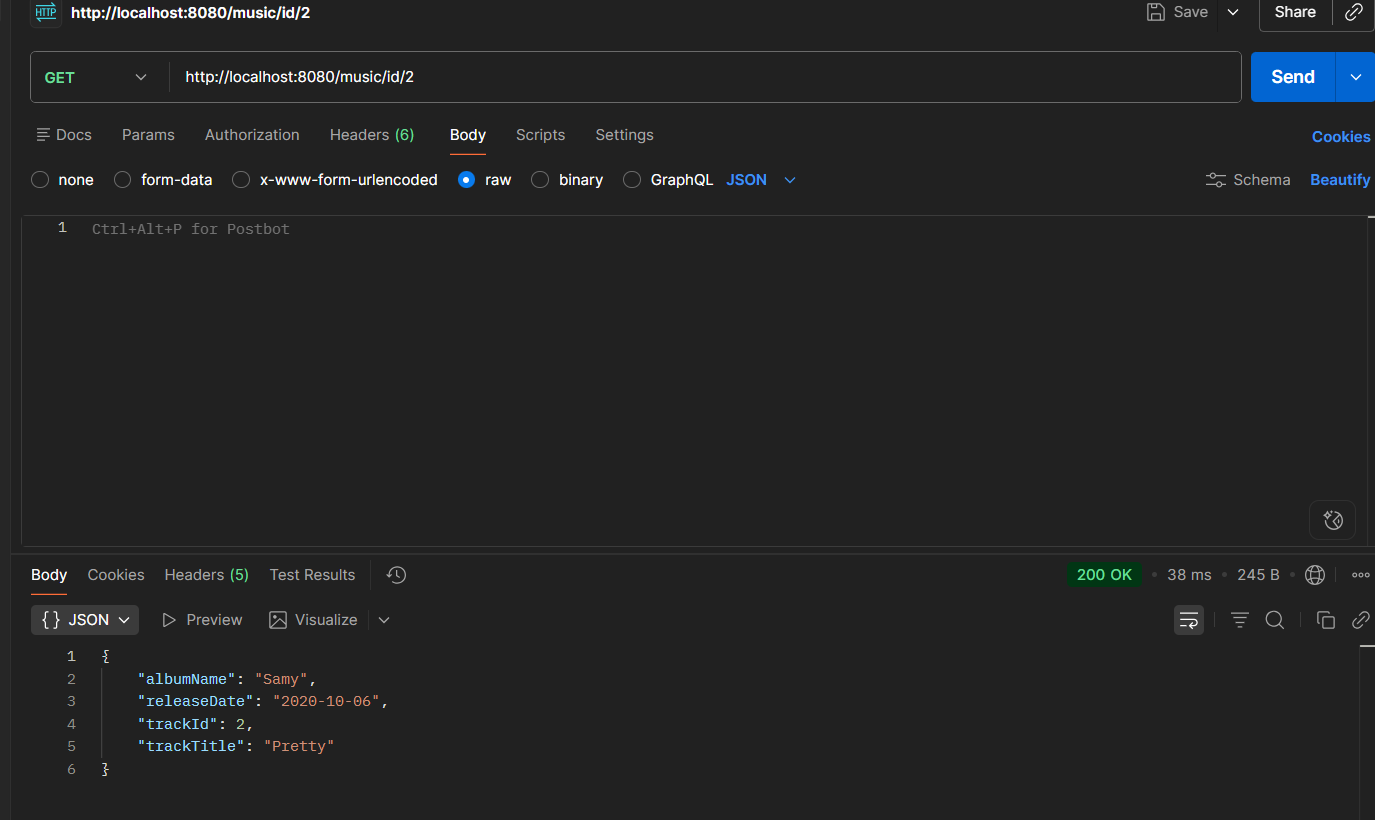 HTTP http://localhost:8080/music/id/2 Save Share
GET http://localhost:8080/music/id/2 Send
Docs Params Authorization Headers (6) Body Scripts Settings Cookies
none form-data x-www-form-urlencoded raw binary GraphQL JSON Schema Beautify
1 Ctrl+Alt+P for Postbot
Body Cookies Headers (5) Test Results 200 OK • 38 ms • 245 B •
{} JSON Preview Visualize
1 {
2 "albumName": "Samy",
3 "releaseDate": "2020-10-06",
4 "trackId": 2,
5 "trackTitle": "Pretty"
6 }